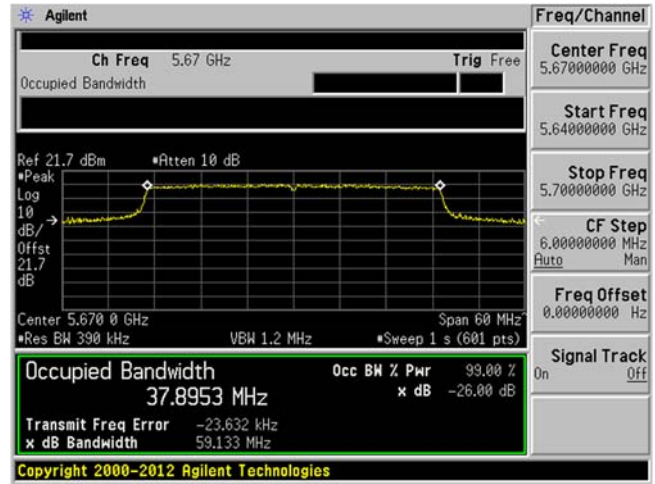 Agilent
Freq/Channel
Ch Freq 5.67 GHz Trig Free
Occupied Bandwidth
Center Freq
5.67000000 GHz
Start Freq
5.64000000 GHz
Stop Freq
5.70000000 GHz
CF Step
6.00000000 MHz
Auto Man
Freq Offset
0.00000000 Hz
Signal Track
On Off
Ref 21.7 dBm #Atten 10 dB
#Peak
Log
10
dB/
Offst
21.7
dB
Center 5.670 0 GHz Span 60 MHz
#Res BW 390 kHz VBW 1.2 MHz #Sweep 1 s (601 pts)
Occupied Bandwidth Occ BW % Pwr 99.00 %
37.8953 MHz x dB -26.00 dB
Transmit Freq Error -23.632 kHz
x dB Bandwidth 59.133 MHz
Copyright 2000-2012 Agilent Technologies